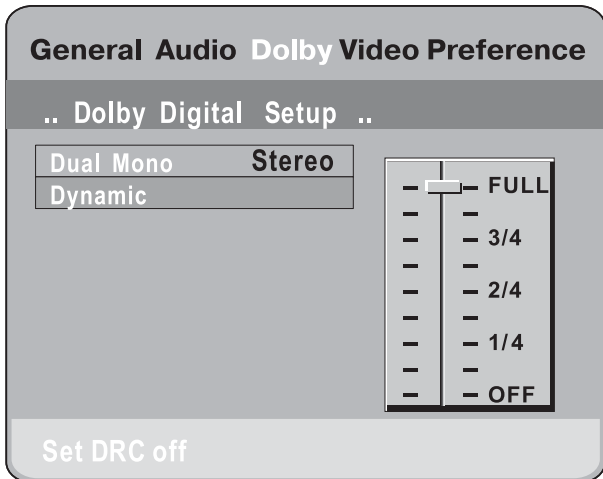 General Audio Dolby Video Preference
.. Dolby Digital Setup ..
Dual Mono Stereo
Dynamic
FULL
3/4
2/4
1/4
OFF
Set DRC off